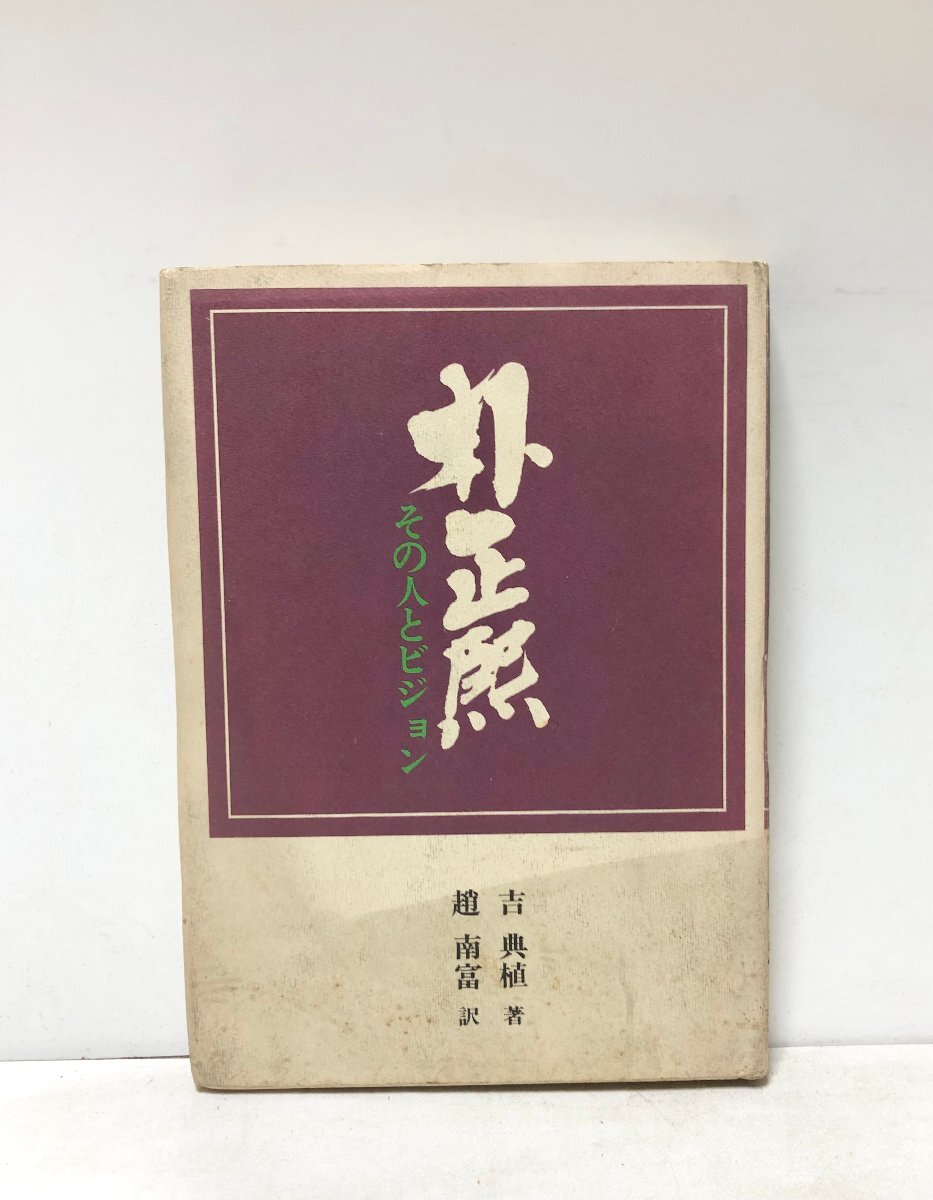 朴正熙
その人とビジョン
吉典植 著
趙南富 訳